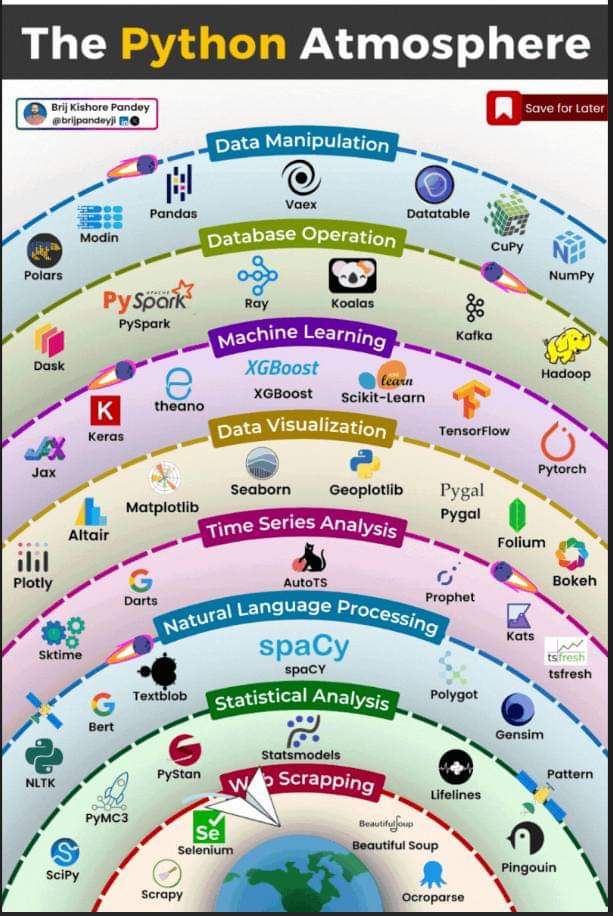 The Python Atmosphere
Brij Kishore Pandey
@brijpandeyji in X
Save for Later
Data Manipulation
Polars
Modin
Pandas
Vaex
Datatable
CuPy
NumPy
Database Operation
Dask
APACHE
PySpark
PySpark
Ray
Koalas
Kafka
Hadoop
Machine Learning
JAX
Jax
K
Keras
theano
XGBoost
XGBoost
learn
Scikit-Learn
TensorFlow
Pytorch
Data Visualization
Plotly
Altair
Matplotlib
Seaborn
Geoplotlib
Pygal
Pygal
Folium
Bokeh
Time Series Analysis
Sktime
G
Darts
AutoTS
Prophet
Kats
tsfresh
tsfresh
Natural Language Processing
NLTK
G
Bert
Textblob
spaCy
spaCY
Polygot
Gensim
Pattern
Statistical Analysis
SciPy
PyMC3
PyStan
Statsmodels
Lifelines
Pingouin
Web Scrapping
Scrapy
Se
Selenium
BeautifulSoup
Beautiful Soup
Ocroparse